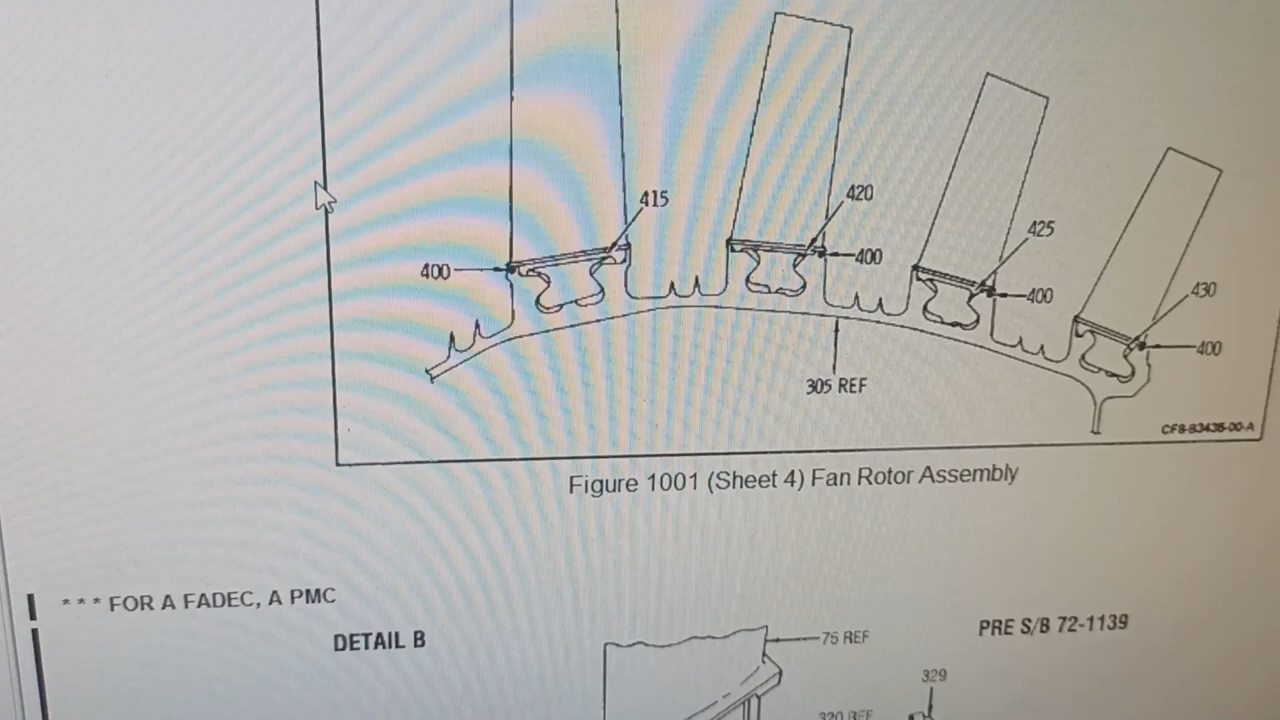 415
420
425
430
400
400
400
400
305 REF
CF8-83435-00-A
Figure 1001 (Sheet 4) Fan Rotor Assembly
* * * FOR A FADEC, A PMC
DETAIL B
75 REF
PRE S/B 72-1139
329
320 REF